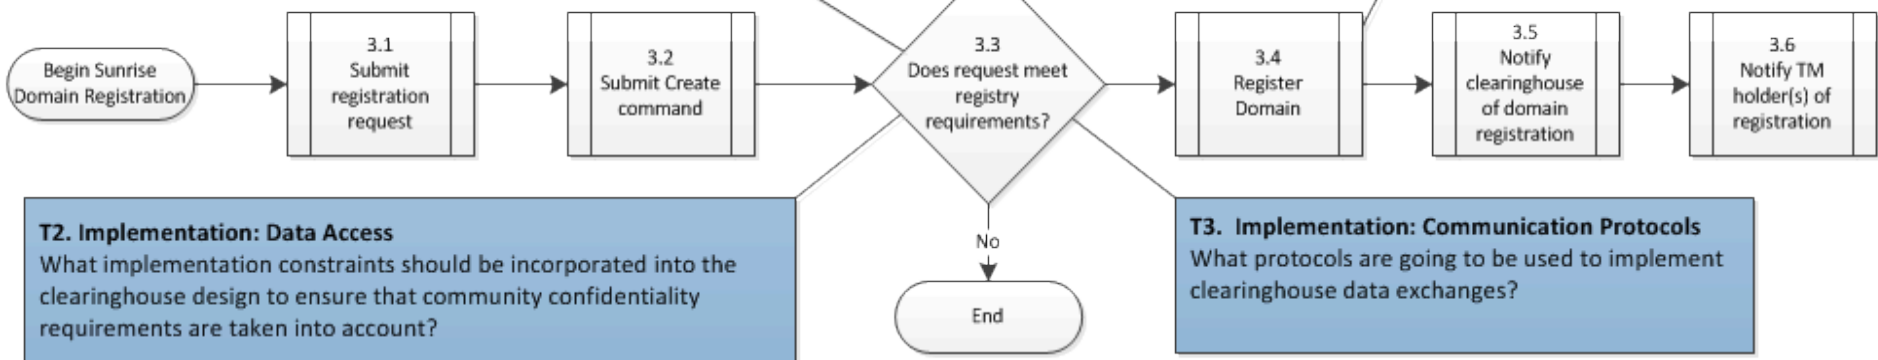 Begin Sunrise
Domain Registration
3.1
Submit
registration
request
3.2
Submit Create
command
3.3
Does request meet
registry
requirements?
3.4
Register
Domain
3.5
Notify
clearinghouse
of domain
registration
3.6
Notify TM
holder(s) of
registration
T2. Implementation: Data Access
What implementation constraints should be incorporated into the
clearinghouse design to ensure that community confidentiality
requirements are taken into account?
No
End
T3.  Implementation: Communication Protocols
What protocols are going to be used to implement
clearinghouse data exchanges?